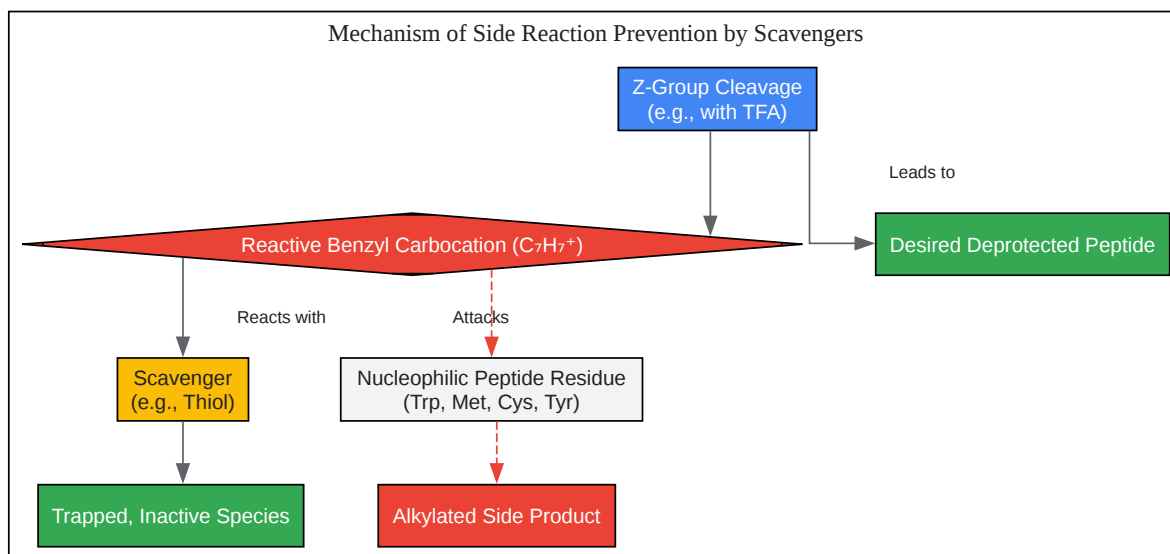 Mechanism of Side Reaction Prevention by Scavengers
Z-Group Cleavage
(e.g., with TFA)
Leads to
Reactive Benzyl Carbocation (C₇H₇⁺)
Desired Deprotected Peptide
Reacts with
Attacks
Scavenger
(e.g., Thiol)
Nucleophilic Peptide Residue
(Trp, Met, Cys, Tyr)
Trapped, Inactive Species
Alkylated Side Product